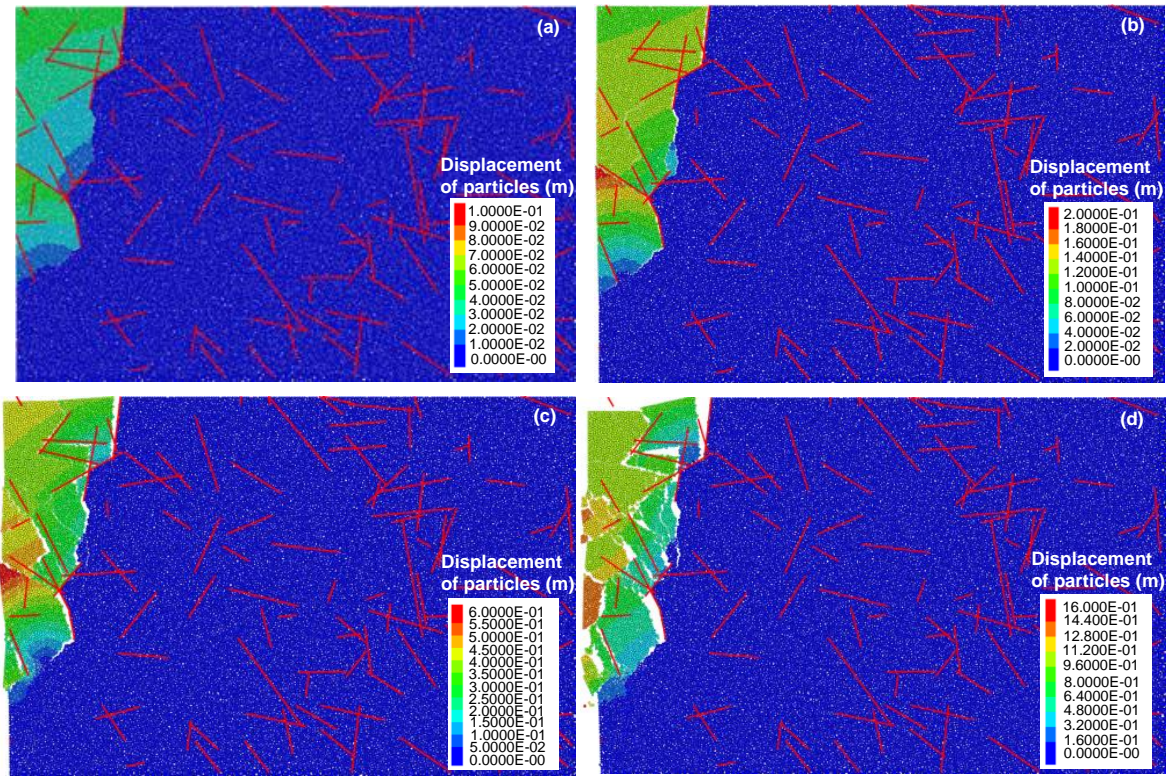 (a)
Displacement
of particles (m)
1.0000E-01
9.0000E-02
8.0000E-02
7.0000E-02
6.0000E-02
5.0000E-02
4.0000E-02
3.0000E-02
2.0000E-02
1.0000E-02
0.0000E-00
(b)
Displacement
of particles (m)
2.0000E-01
1.8000E-01
1.6000E-01
1.4000E-01
1.2000E-01
1.0000E-01
8.0000E-02
6.0000E-02
4.0000E-02
2.0000E-02
0.0000E-00
(c)
Displacement
of particles (m)
6.0000E-01
5.5000E-01
5.0000E-01
4.5000E-01
4.0000E-01
3.5000E-01
3.0000E-01
2.5000E-01
2.0000E-01
1.5000E-01
1.0000E-01
5.0000E-02
0.0000E-00
(d)
Displacement
of particles (m)
16.000E-01
14.400E-01
12.800E-01
11.200E-01
9.6000E-01
8.0000E-01
6.4000E-01
4.8000E-01
3.2000E-01
1.6000E-01
0.0000E-00